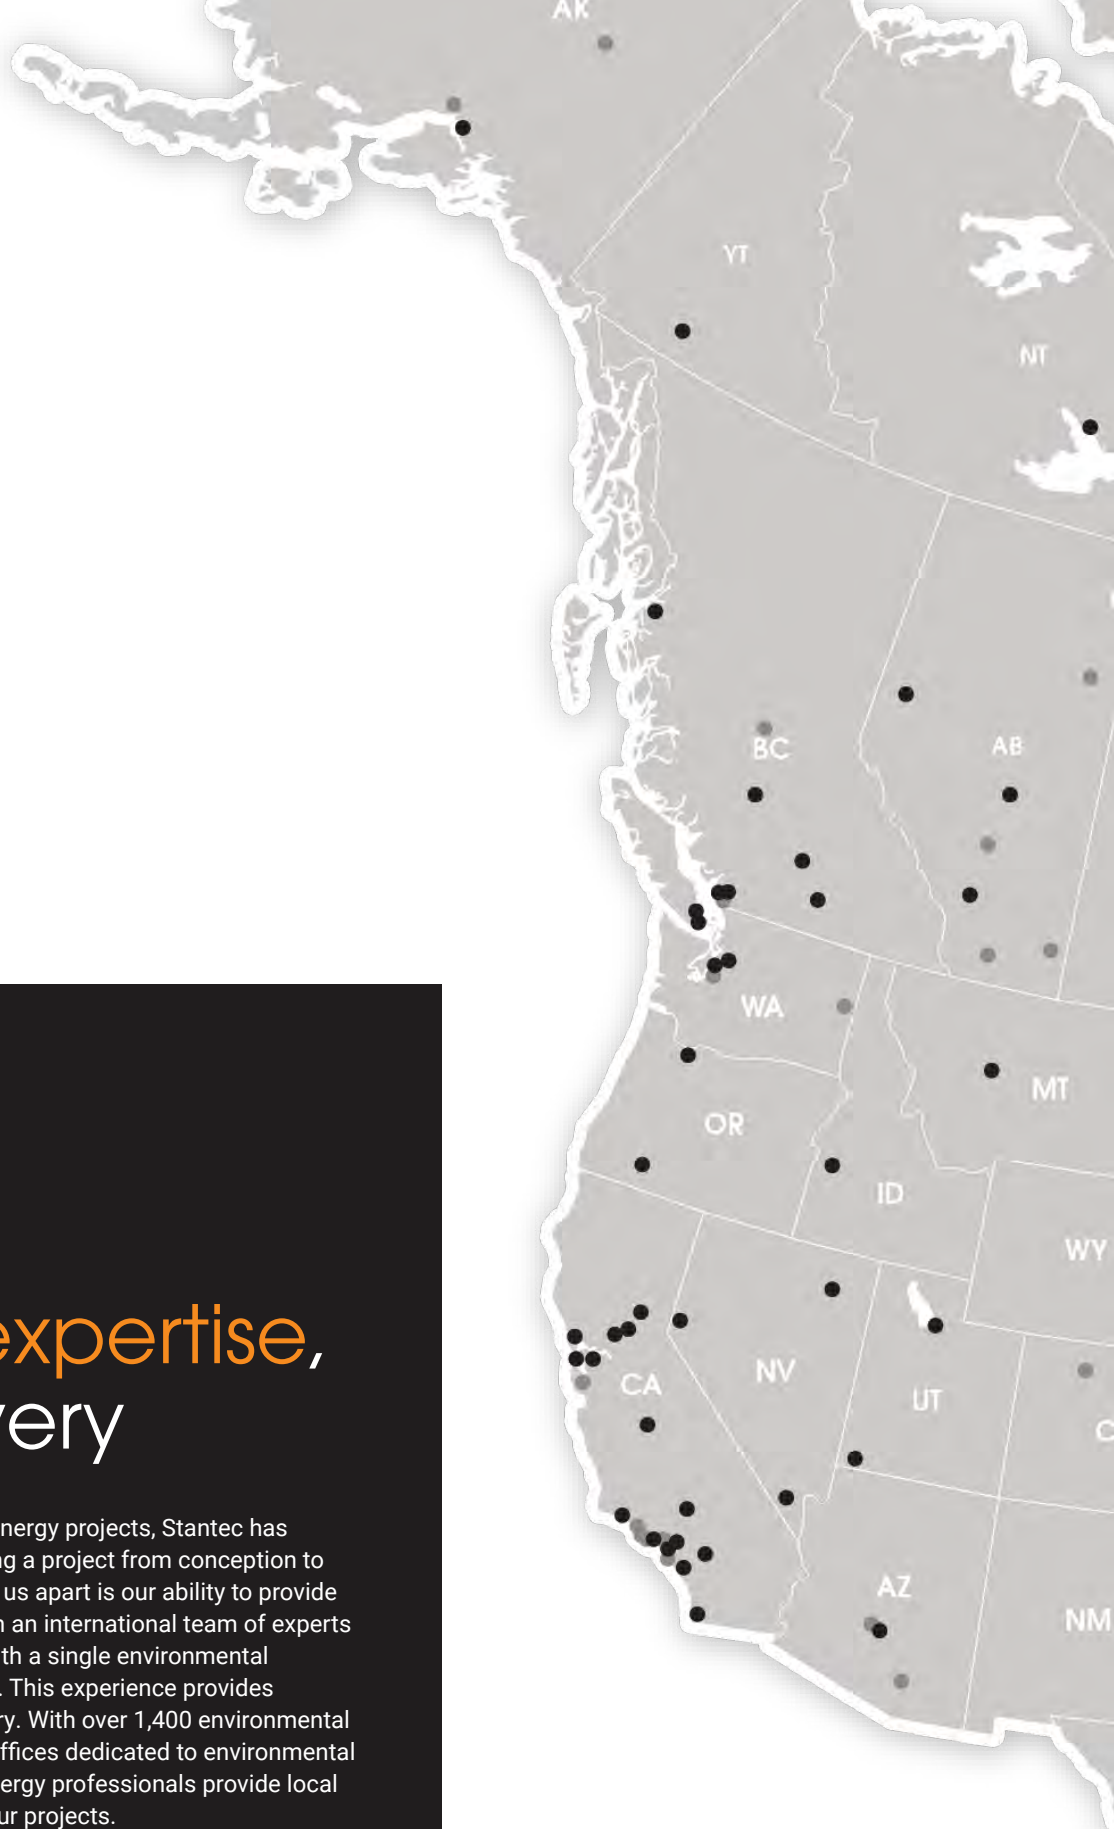 AK
YT
NT
BC
AB
WA
MT
OR
ID
WY
CA
NV
UT
C
AZ
NM
expertise,
very
nergy projects, Stantec has
ng a project from conception to
us apart is our ability to provide
n an international team of experts
th a single environmental
. This experience provides
ry. With over 1,400 environmental
ffices dedicated to environmental
ergy professionals provide local
ur projects.